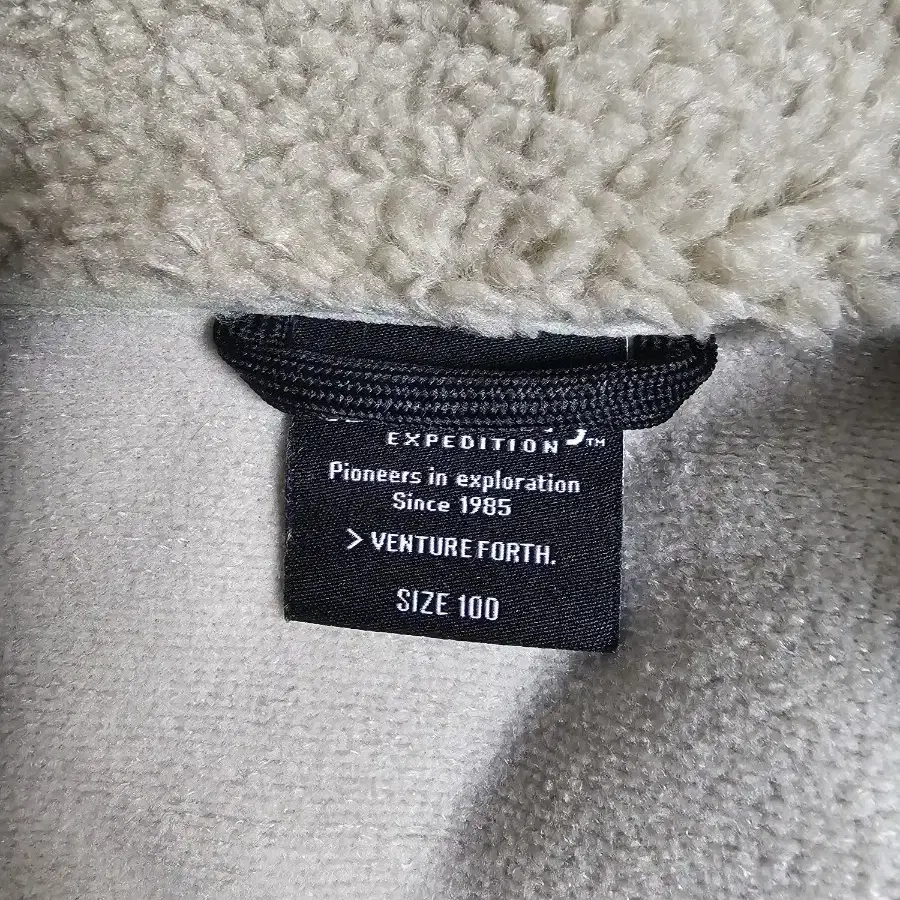 EXPEDITION™
Pioneers in exploration
Since 1985
> VENTURE FORTH.
SIZE 100